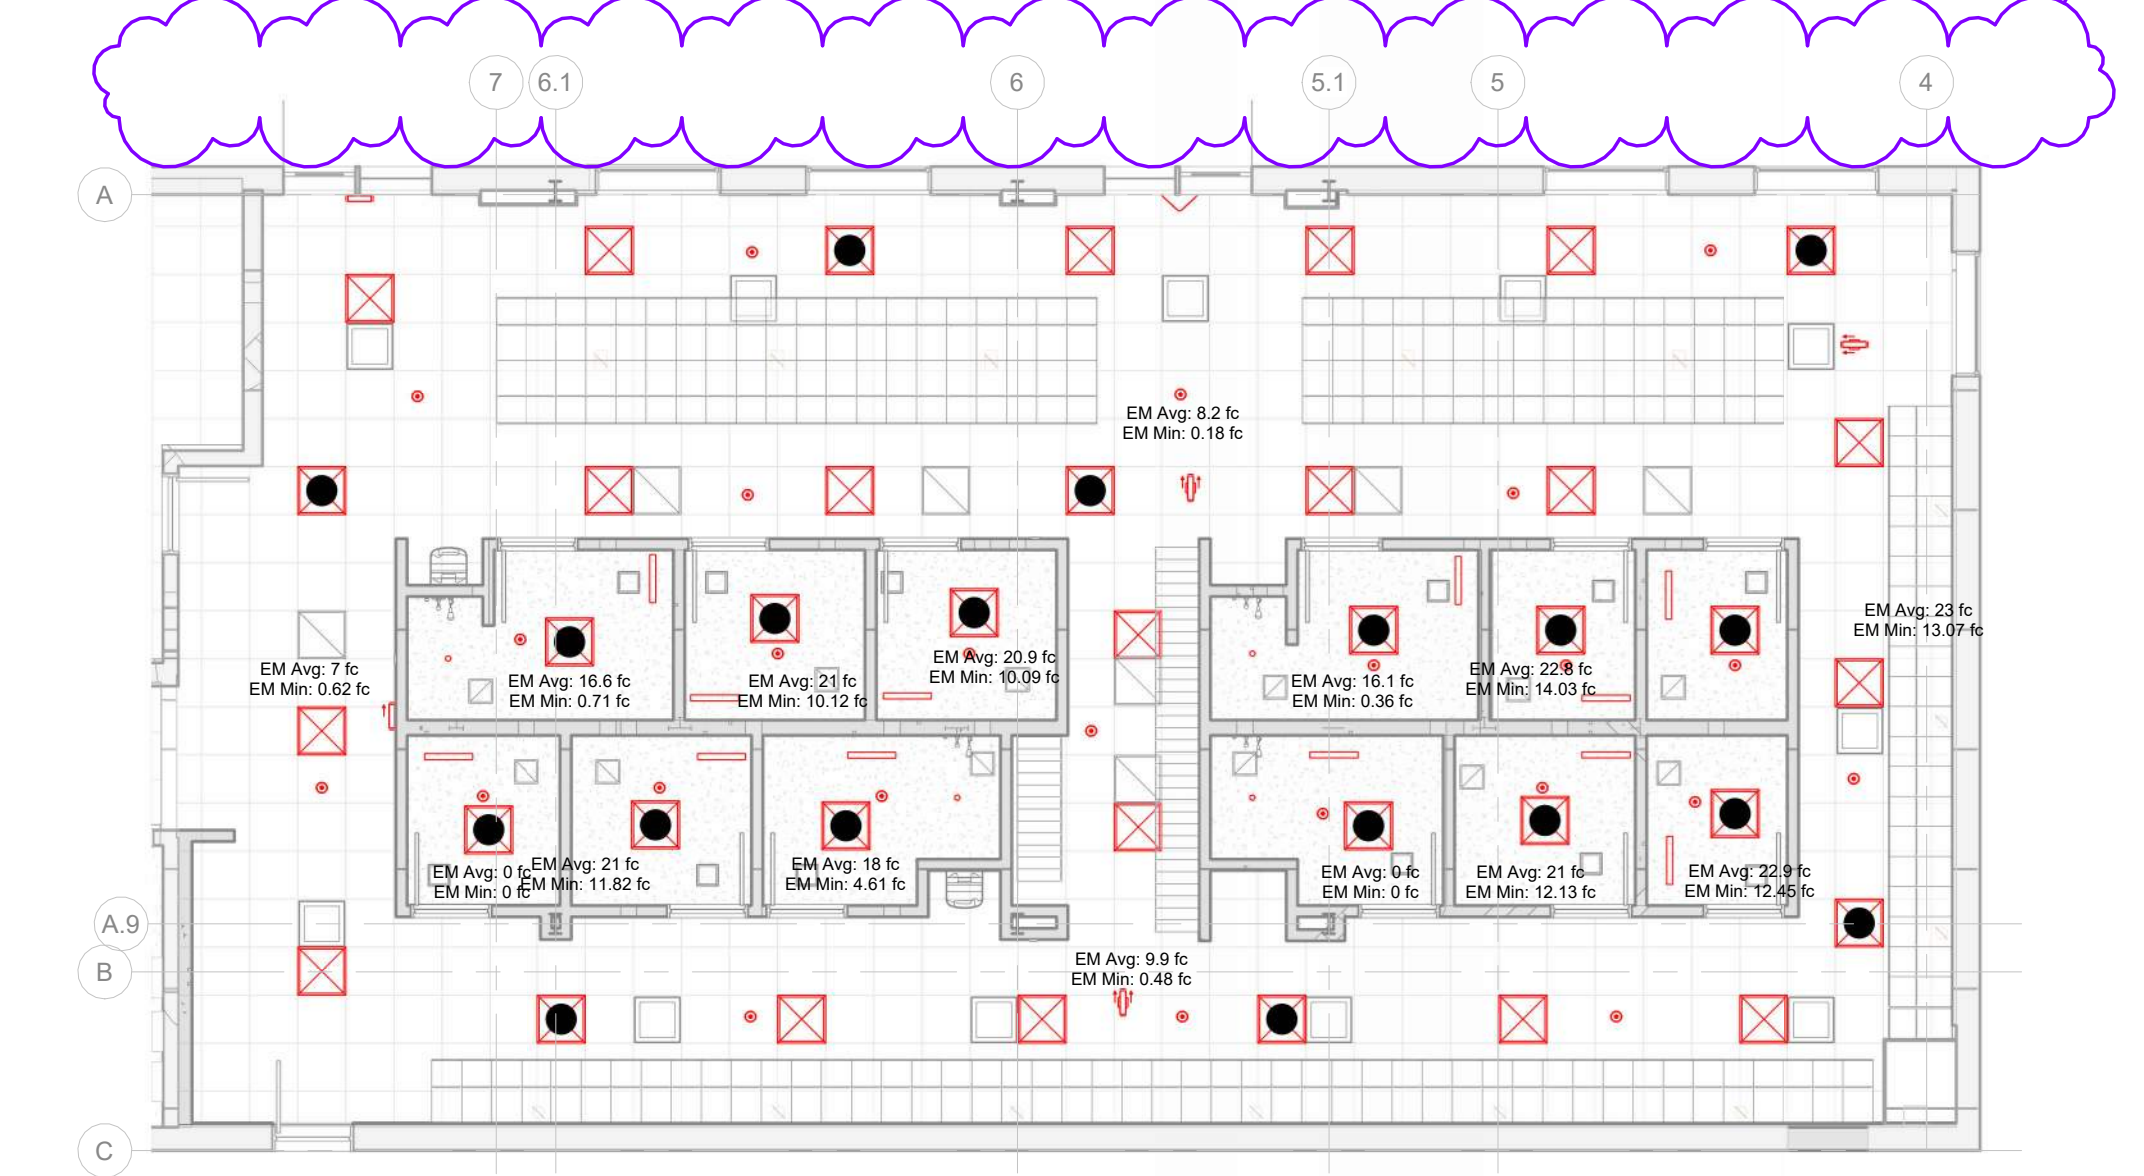 7
6.1
6
5.1
5
4
A
EM Avg: 8.2 fc
EM Min: 0.18 fc
EM Avg: 23 fc
EM Min: 13.07 fc
EM Avg: 7 fc
EM Min: 0.62 fc
EM Avg: 16.6 fc
EM Min: 0.71 fc
EM Avg: 21 fc
EM Min: 10.12 fc
EM Avg: 20.9 fc
EM Min: 10.09 fc
EM Avg: 16.1 fc
EM Min: 0.36 fc
EM Avg: 22.8 fc
EM Min: 14.03 fc
EM Avg: 0 fc
EM Min: 0 fc
EM Avg: 21 fc
EM Min: 11.82 fc
EM Avg: 18 fc
EM Min: 4.61 fc
EM Avg: 0 fc
EM Min: 0 fc
EM Avg: 21 fc
EM Min: 12.13 fc
EM Avg: 22.9 fc
EM Min: 12.45 fc
A.9
B
EM Avg: 9.9 fc
EM Min: 0.48 fc
C